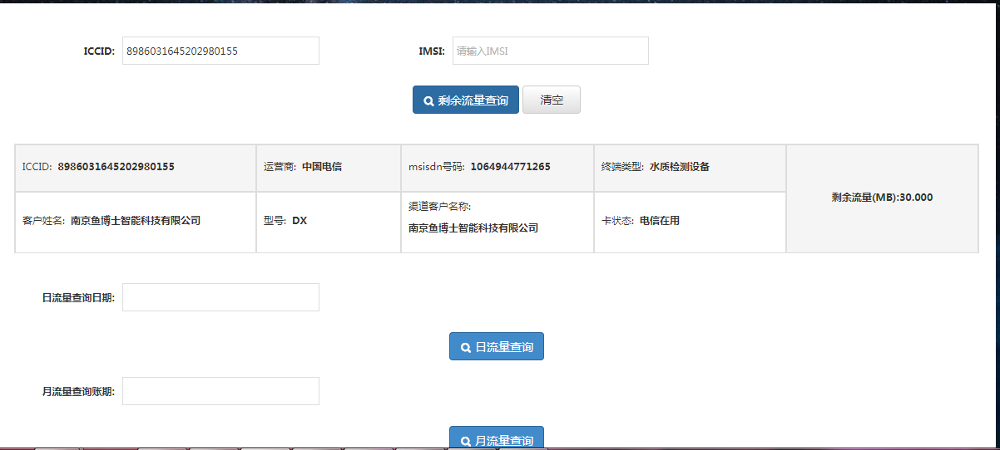 ICCID: 8986031645202980155 IMSI: 请输入IMSI
剩余流量查询 清空
ICCID: 8986031645202980155 运营商: 中国电信 msisdn号码: 1064944771265 终端类型: 水质检测设备
剩余流量(MB):30.000
渠道客户名称:
客户姓名: 南京鱼博士智能科技有限公司 型号: DX 南京鱼博士智能科技有限公司 卡状态: 电信在用
日流量查询日期:
日流量查询
月流量查询账期:
月流量查询